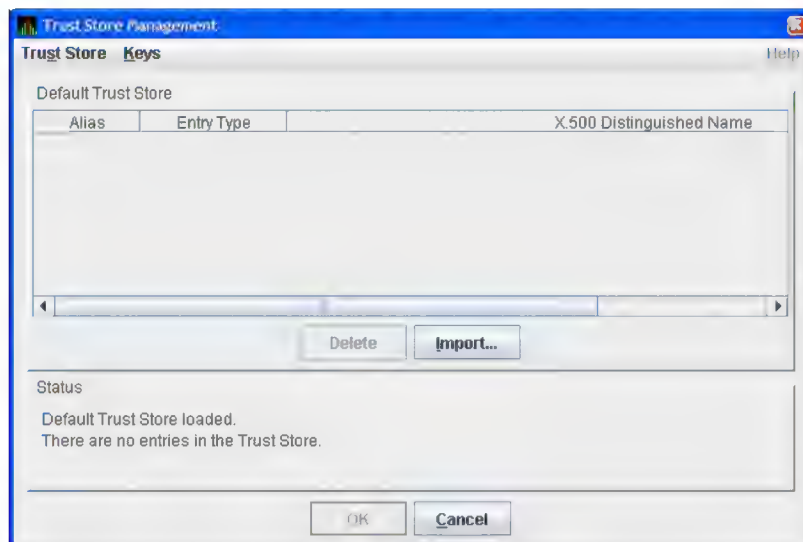 Trust Store Management
Trust Store Keys Help
Default Trust Store
Alias Entry Type X.500 Distinguished Name
Delete Import...
Status
Default Trust Store loaded.
There are no entries in the Trust Store.
OK Cancel